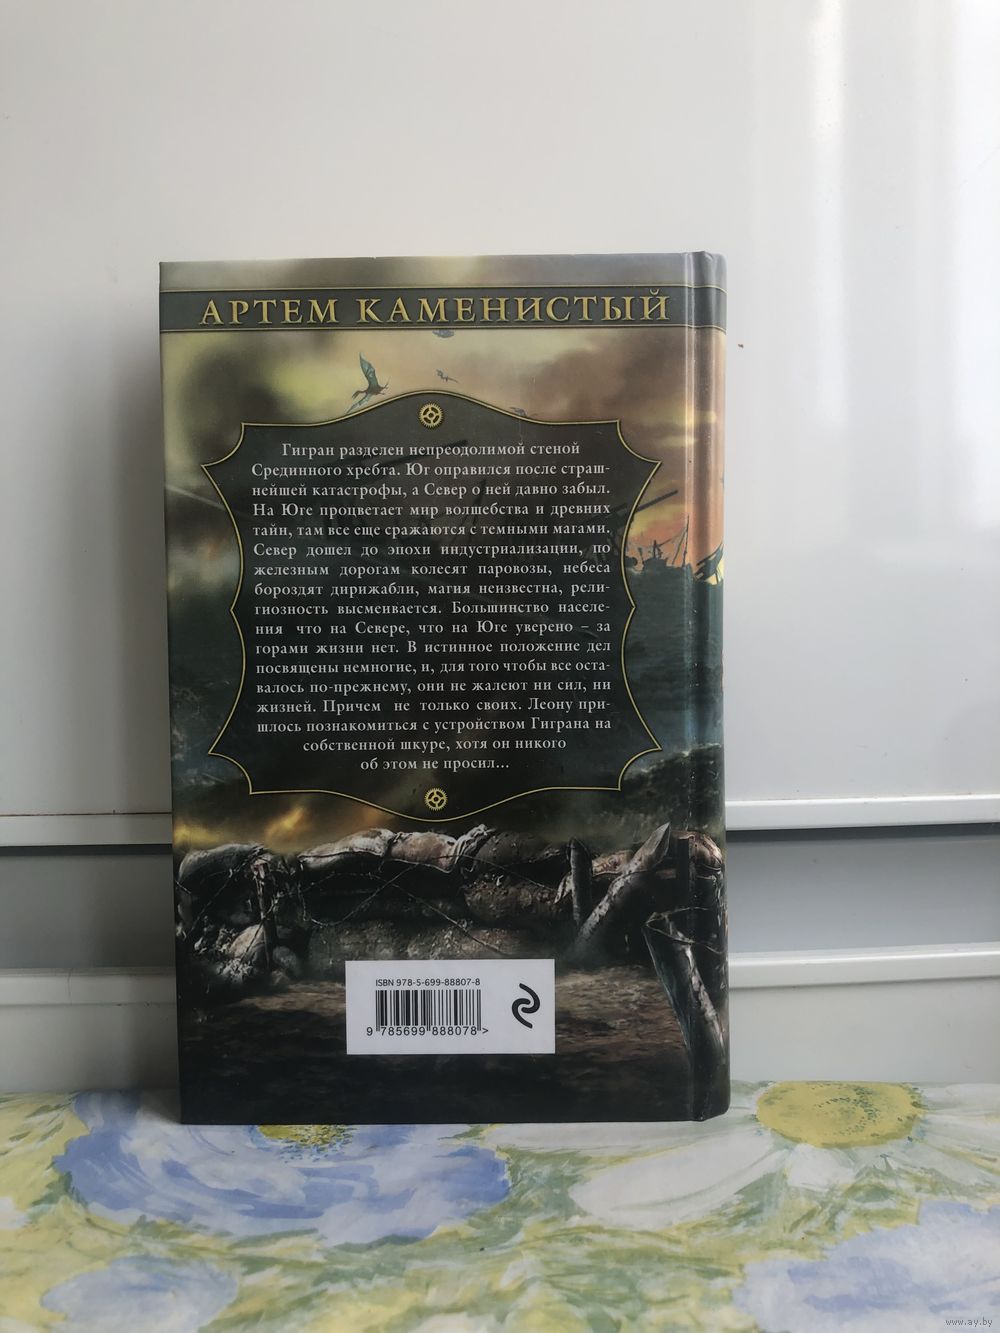 АРТЕМ КАМЕНИСТЫЙ
Гигран разделен непреодолимой стеной
Срединного хребта. Юг оправился после страш-
нейшей катастрофы, а Север о ней давно забыл.
На Юге процветает мир волшебства и древних
тайн, там все еще сражаются с темными магами.
Север дошел до эпохи индустриализации, по
железным дорогам колесят паровозы, небеса
бороздят дирижабли, магия неизвестна, рели-
гиозность высмеивается. Большинство населе-
ния что на Севере, что на Юге уверено – за
горами жизни нет. В истинное положение дел
посвящены немногие, и, для того чтобы все оста-
валось по-прежнему, они не жалеют ни сил, ни
жизней. Причем не только своих. Леону при-
шлось познакомиться с устройством Гиграна на
собственной шкуре, хотя он никого
об этом не просил...
ISBN 978-5-699-88807-8
9 785699 888078 >
www.ay.by